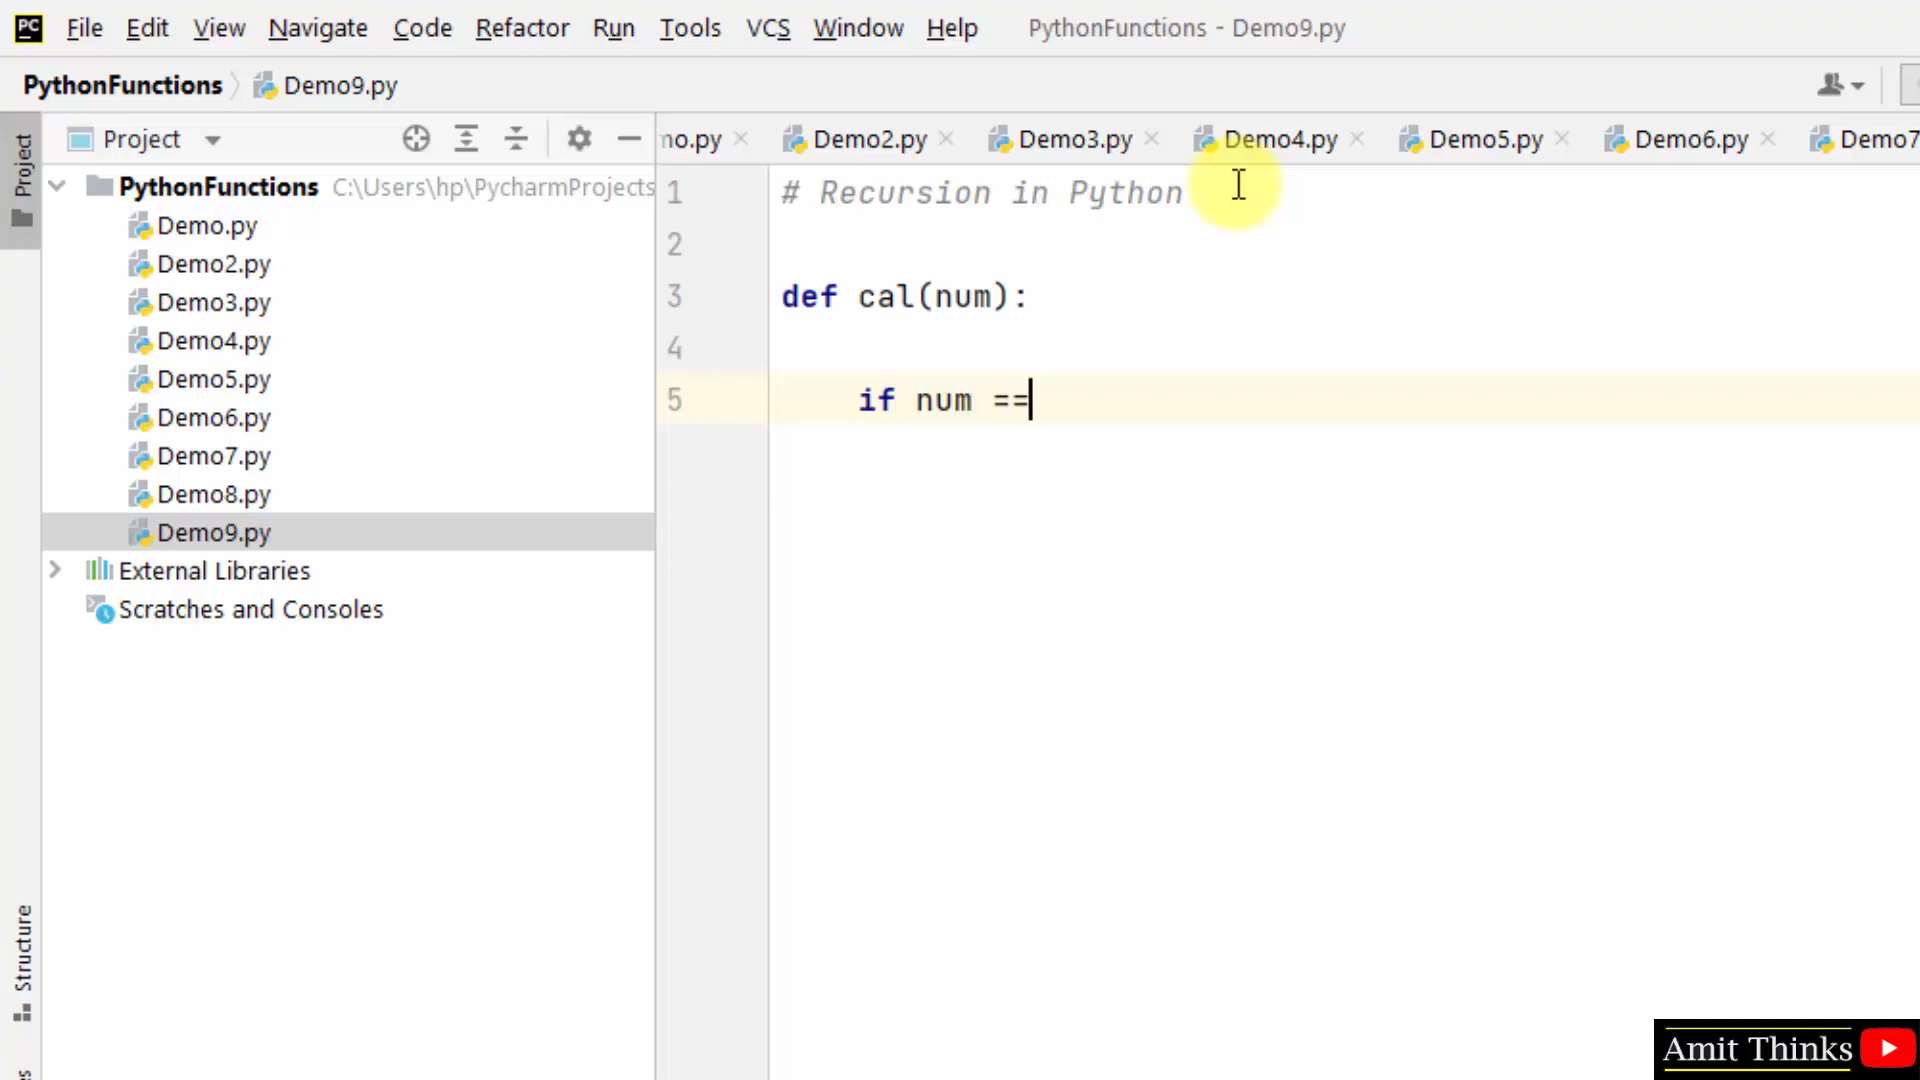 PC File Edit View Navigate Code Refactor Run Tools VCS Window Help PythonFunctions - Demo9.py
PythonFunctions Demo9.py
Project
Project
mo.py Demo2.py Demo3.py Demo4.py Demo5.py Demo6.py Demo7
PythonFunctions C:\Users\hp\PycharmProjects
Demo.py
Demo2.py
Demo3.py
Demo4.py
Demo5.py
Demo6.py
Demo7.py
Demo8.py
Demo9.py
External Libraries
Scratches and Consoles
1 # Recursion in Python
2
3 def cal(num):
4
5 if num ==
Structure
Amit Thinks